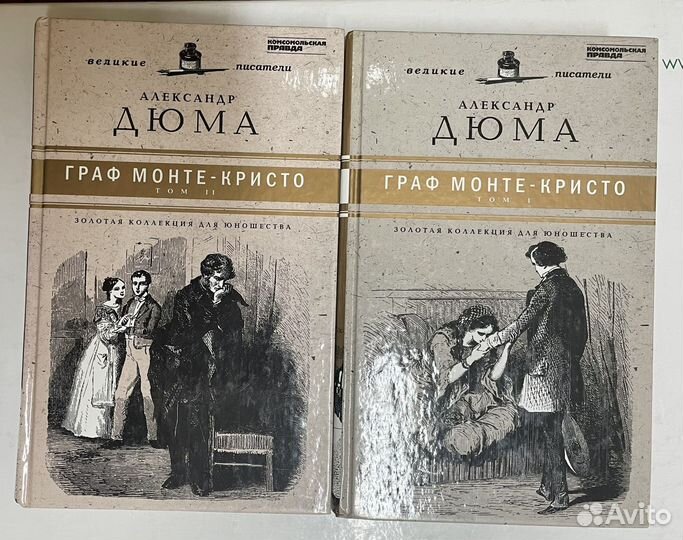 КОМСОМОЛЬСКАЯ
ПРАВДА
великие писатели
АЛЕКСАНДР
ДЮМА
ГРАФ МОНТЕ-КРИСТО
ТОМ II
ЗОЛОТАЯ КОЛЛЕКЦИЯ ДЛЯ ЮНОШЕСТВА
КОМСОМОЛЬСКАЯ
ПРАВДА
великие писатели
АЛЕКСАНДР
ДЮМА
ГРАФ МОНТЕ-КРИСТО
ТОМ I
ЗОЛОТАЯ КОЛЛЕКЦИЯ ДЛЯ ЮНОШЕСТВА
Avito